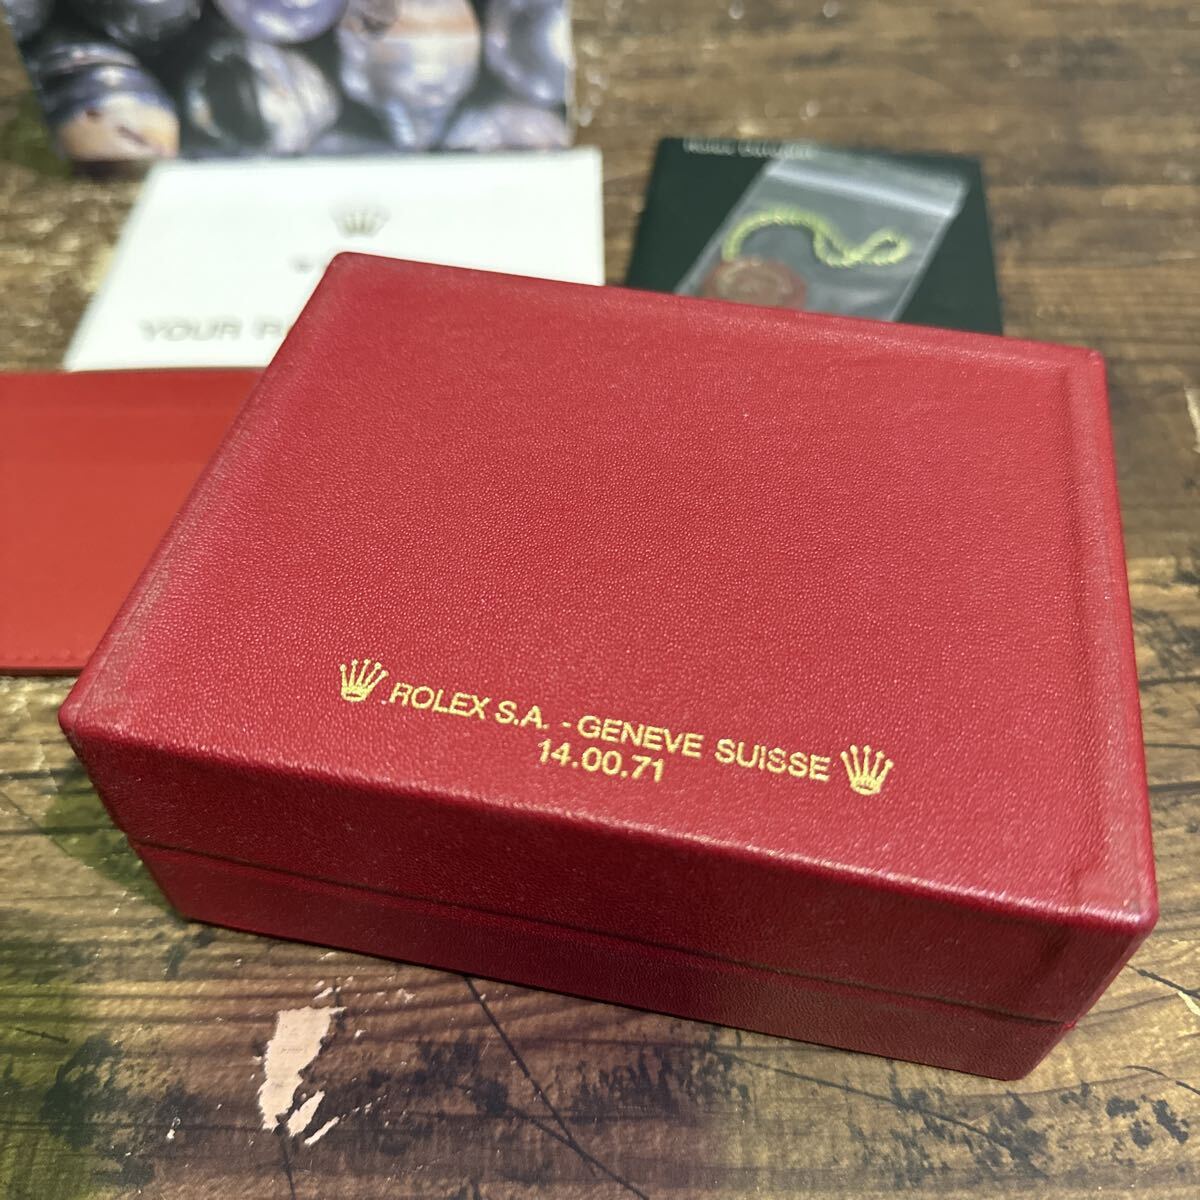 YOUR
ROLEX S.A. - GENEVE SUISSE
14.00.71